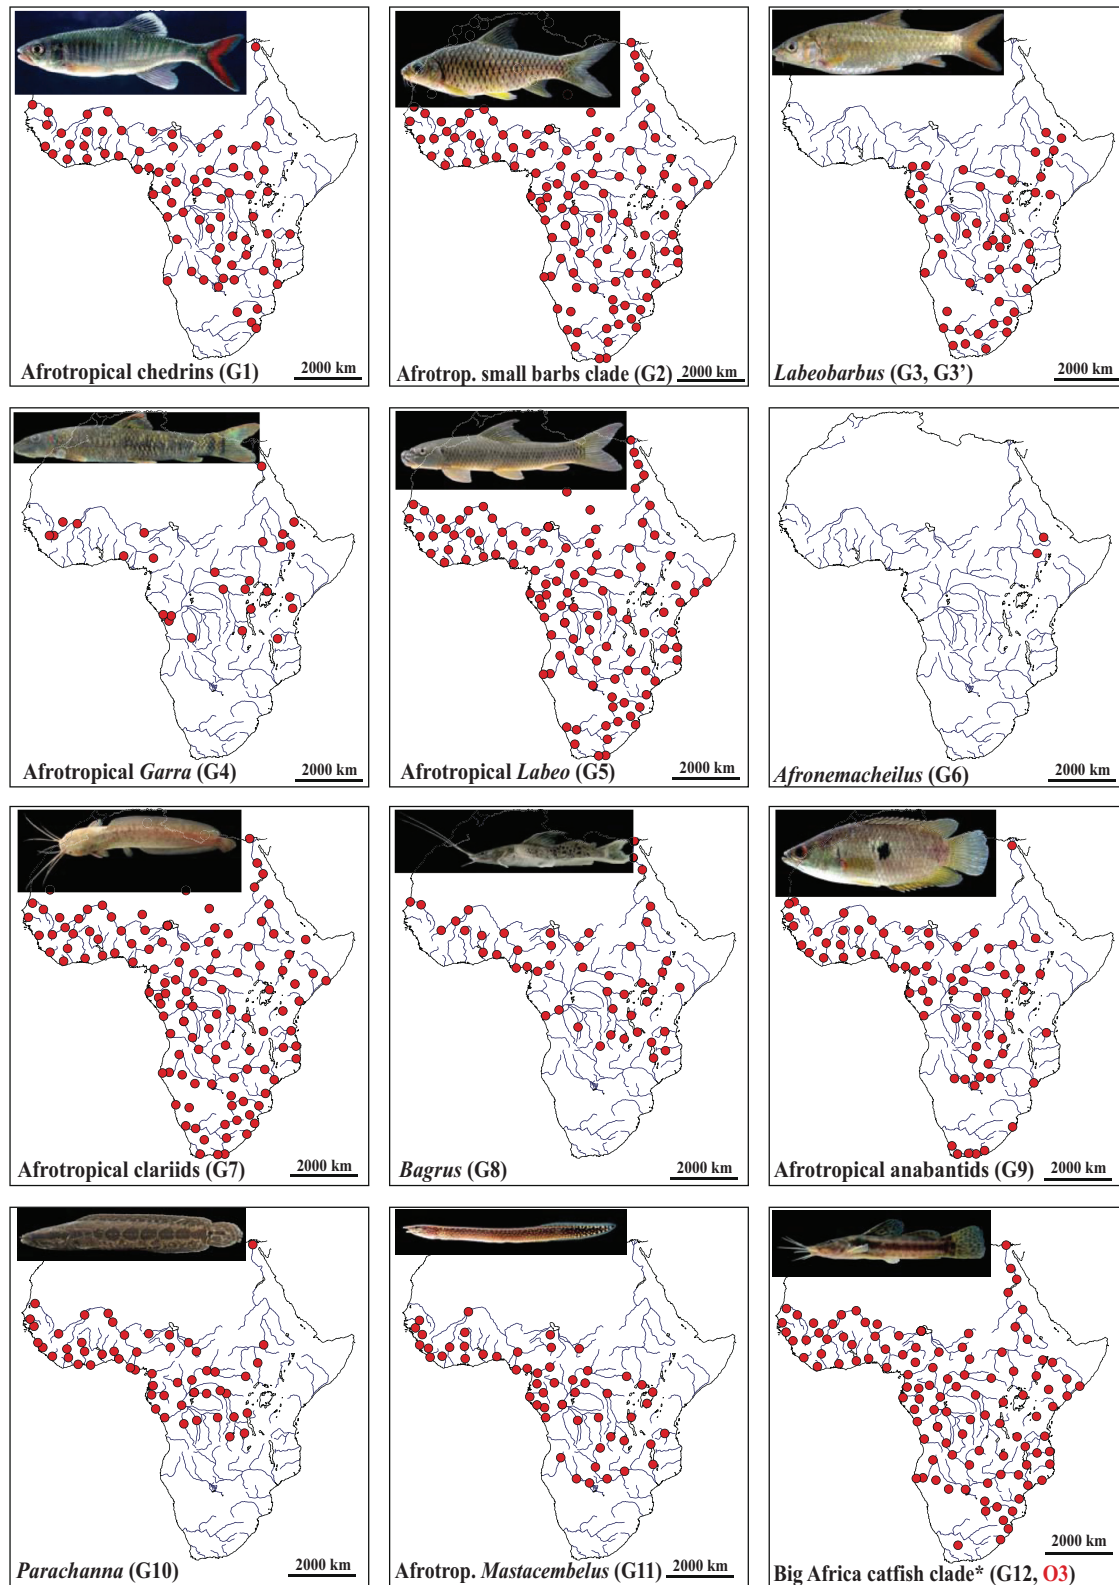 Afrotropical chedrins (G1) 2000 km
Afrotrop. small barbs clade (G2) 2000 km
Labeobarbus (G3, G3’) 2000 km
Afrotropical Garra (G4) 2000 km
Afrotropical Labeo (G5) 2000 km
Afronemacheilus (G6) 2000 km
Afrotropical clariids (G7) 2000 km
Bagrus (G8) 2000 km
Afrotropical anabantids (G9) 2000 km
Parachanna (G10) 2000 km
Afrotrop. Mastacembelus (G11) 2000 km
2000 km
Big Africa catfish clade* (G12, O3)